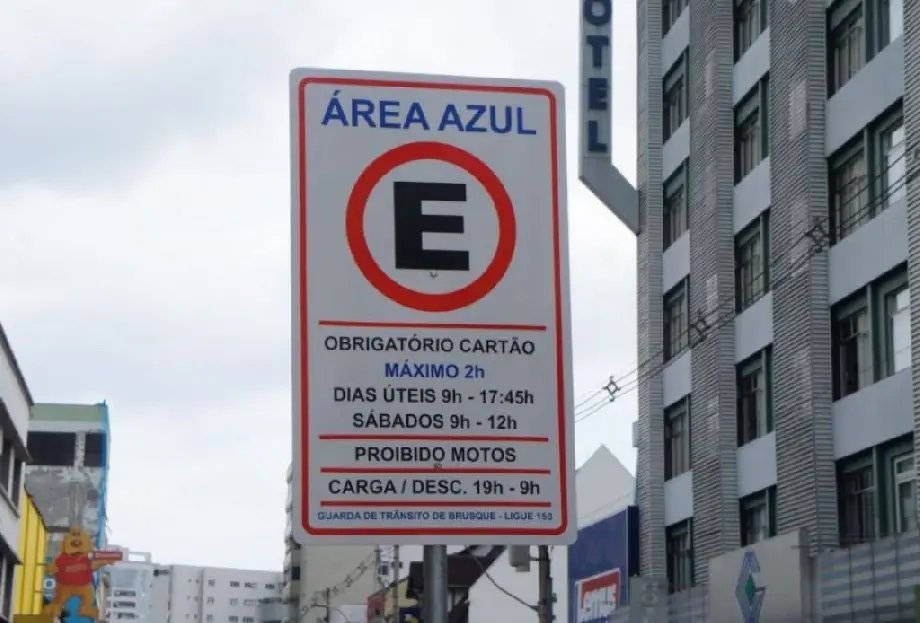 OTEL
ÁREA AZUL
E
OBRIGATÓRIO CARTÃO
MÁXIMO 2h
DIAS ÚTEIS 9h - 17:45h
SÁBADOS 9h - 12h
PROIBIDO MOTOS
CARGA / DESC. 19h - 9h
GUARDA DE TRÂNSITO DE BRUSQUE - LIGUE 153